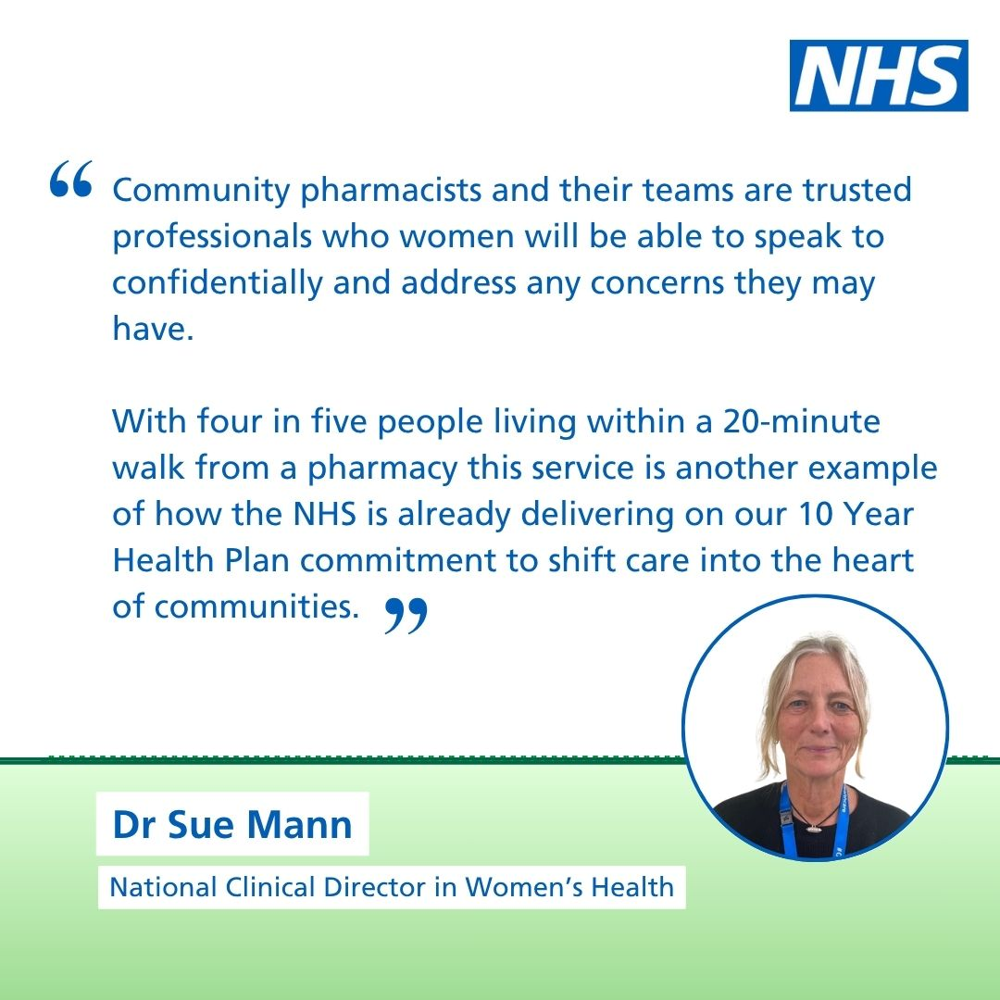 NHS
“ Community pharmacists and their teams are trusted
professionals who women will be able to speak to
confidentially and address any concerns they may
have.
With four in five people living within a 20-minute
walk from a pharmacy this service is another example
of how the NHS is already delivering on our 10 Year
Health Plan commitment to shift care into the heart
of communities. ”
Dr Sue Mann
National Clinical Director in Women’s Health